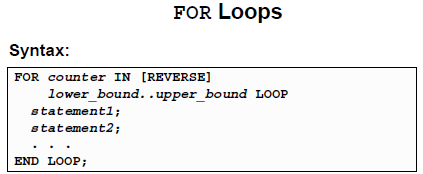 FOR Loops
Syntax:
FOR counter IN [REVERSE]
lower_bound..upper_bound LOOP
statement1;
statement2;
. . .
END LOOP;